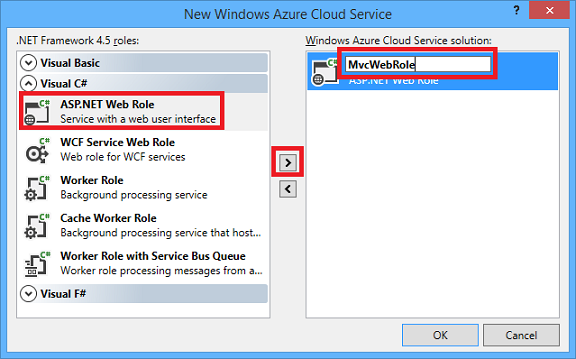 New Windows Azure Cloud Service
?
.NET Framework 4.5 roles:
Visual Basic
Visual C#
C#
ASP.NET Web Role
Service with a web user interface
C#
WCF Service Web Role
Web role for WCF services
C#
Worker Role
Background processing service
C#
Cache Worker Role
Background processing service that host...
C#
Worker Role with Service Bus Queue
Worker role processing messages from a...
Visual F#
Windows Azure Cloud Service solution:
C#
MvcWebRole
ASP.NET Web Role
OK
Cancel